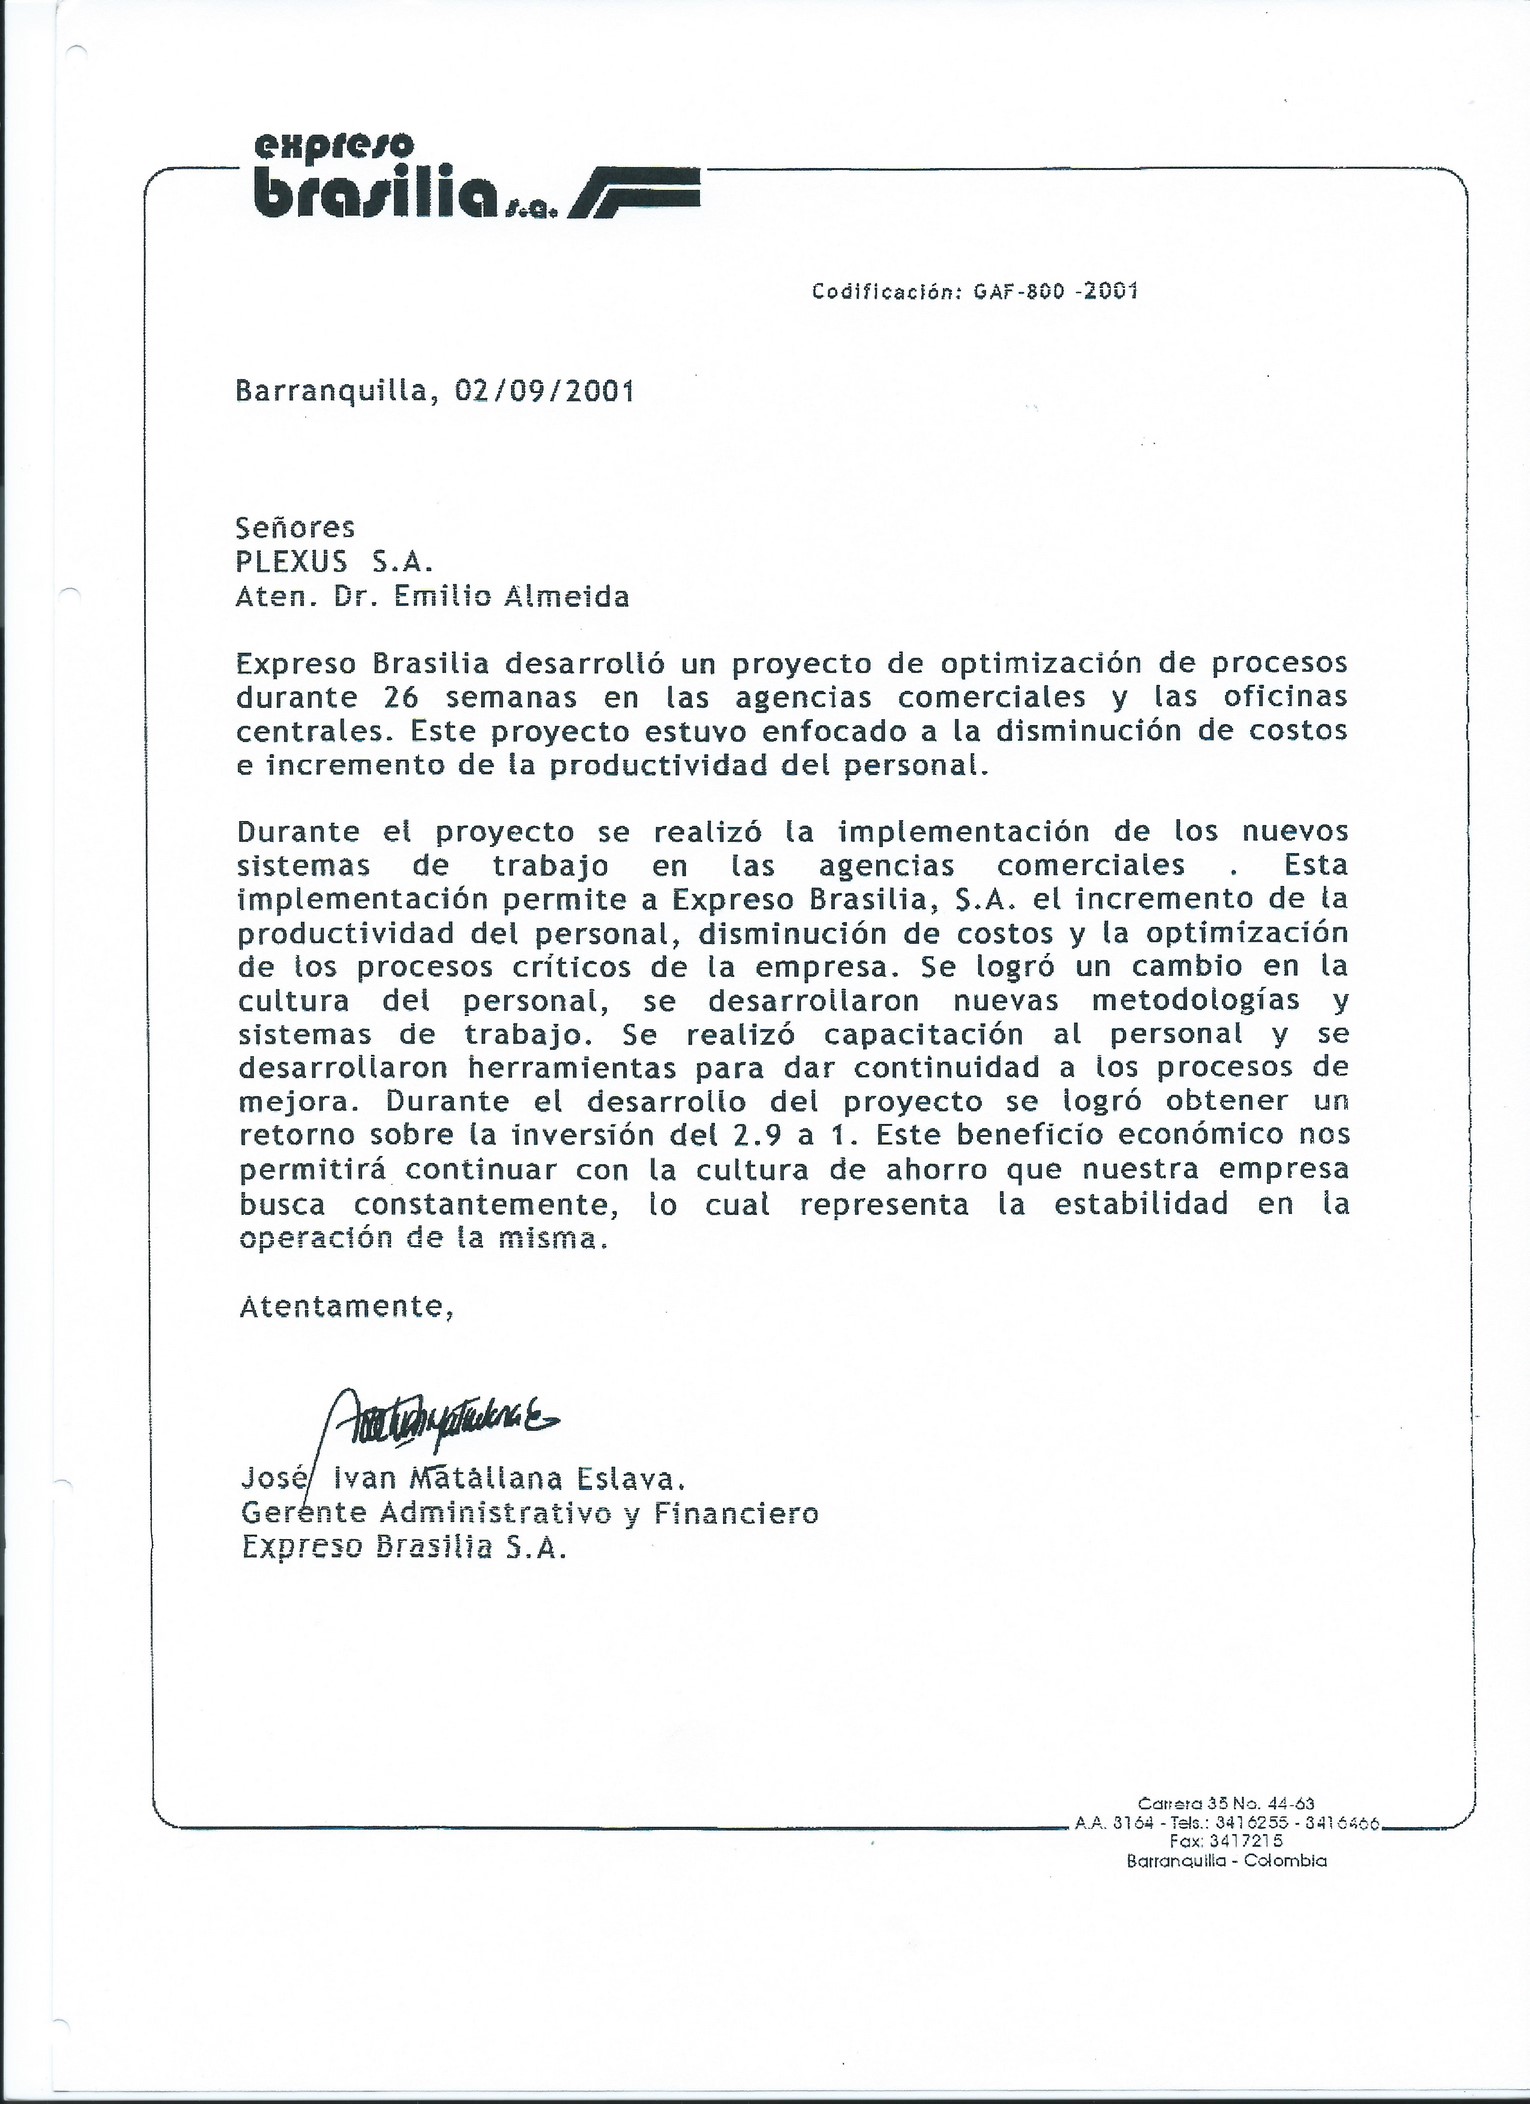 expreso
brasilia s.a.
Codificación: GAF-800 -2001
Barranquilla, 02/09/2001
Señores
PLEXUS S.A.
Aten. Dr. Emilio Almeida
Expreso Brasilia desarrolló un proyecto de optimización de procesos
durante 26 semanas en las agencias comerciales y las oficinas
centrales. Este proyecto estuvo enfocado a la disminución de costos
e incremento de la productividad del personal.
Durante el proyecto se realizó la implementación de los nuevos
sistemas de trabajo en las agencias comerciales . Esta
implementación permite a Expreso Brasilia, S.A. el incremento de la
productividad del personal, disminución de costos y la optimización
de los procesos críticos de la empresa. Se logró un cambio en la
cultura del personal, se desarrollaron nuevas metodologías y
sistemas de trabajo. Se realizó capacitación al personal y se
desarrollaron herramientas para dar continuidad a los procesos de
mejora. Durante el desarrollo del proyecto se logró obtener un
retorno sobre la inversión del 2.9 a 1. Este beneficio económico nos
permitirá continuar con la cultura de ahorro que nuestra empresa
busca constantemente, lo cual representa la estabilidad en la
operación de la misma.
Atentamente,
José Ivan Matallana Eslava.
Gerente Administrativo y Financiero
Expreso Brasilia S.A.
Carrera 35 No. 44-63
A.A. 3164 - Tels.: 3416255 - 3416466
Fax: 3417215
Barranquilla - Colombia